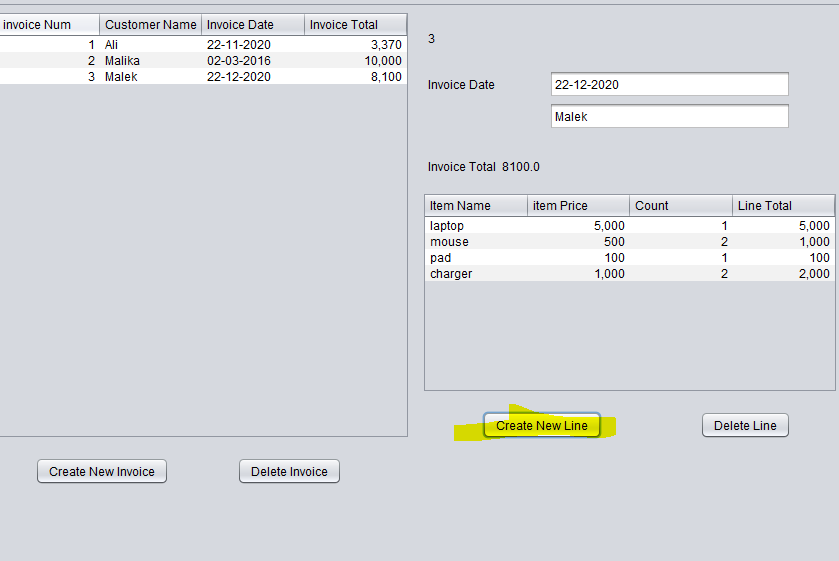 invoice Num Customer Name Invoice Date Invoice Total
1 Ali 22-11-2020 3,370
2 Malika 02-03-2016 10,000
3 Malek 22-12-2020 8,100
Create New Invoice Delete Invoice
3
Invoice Date 22-12-2020
Malek
Invoice Total 8100.0
Item Name item Price Count Line Total
laptop 5,000 1 5,000
mouse 500 2 1,000
pad 100 1 100
charger 1,000 2 2,000
Create New Line Delete Line